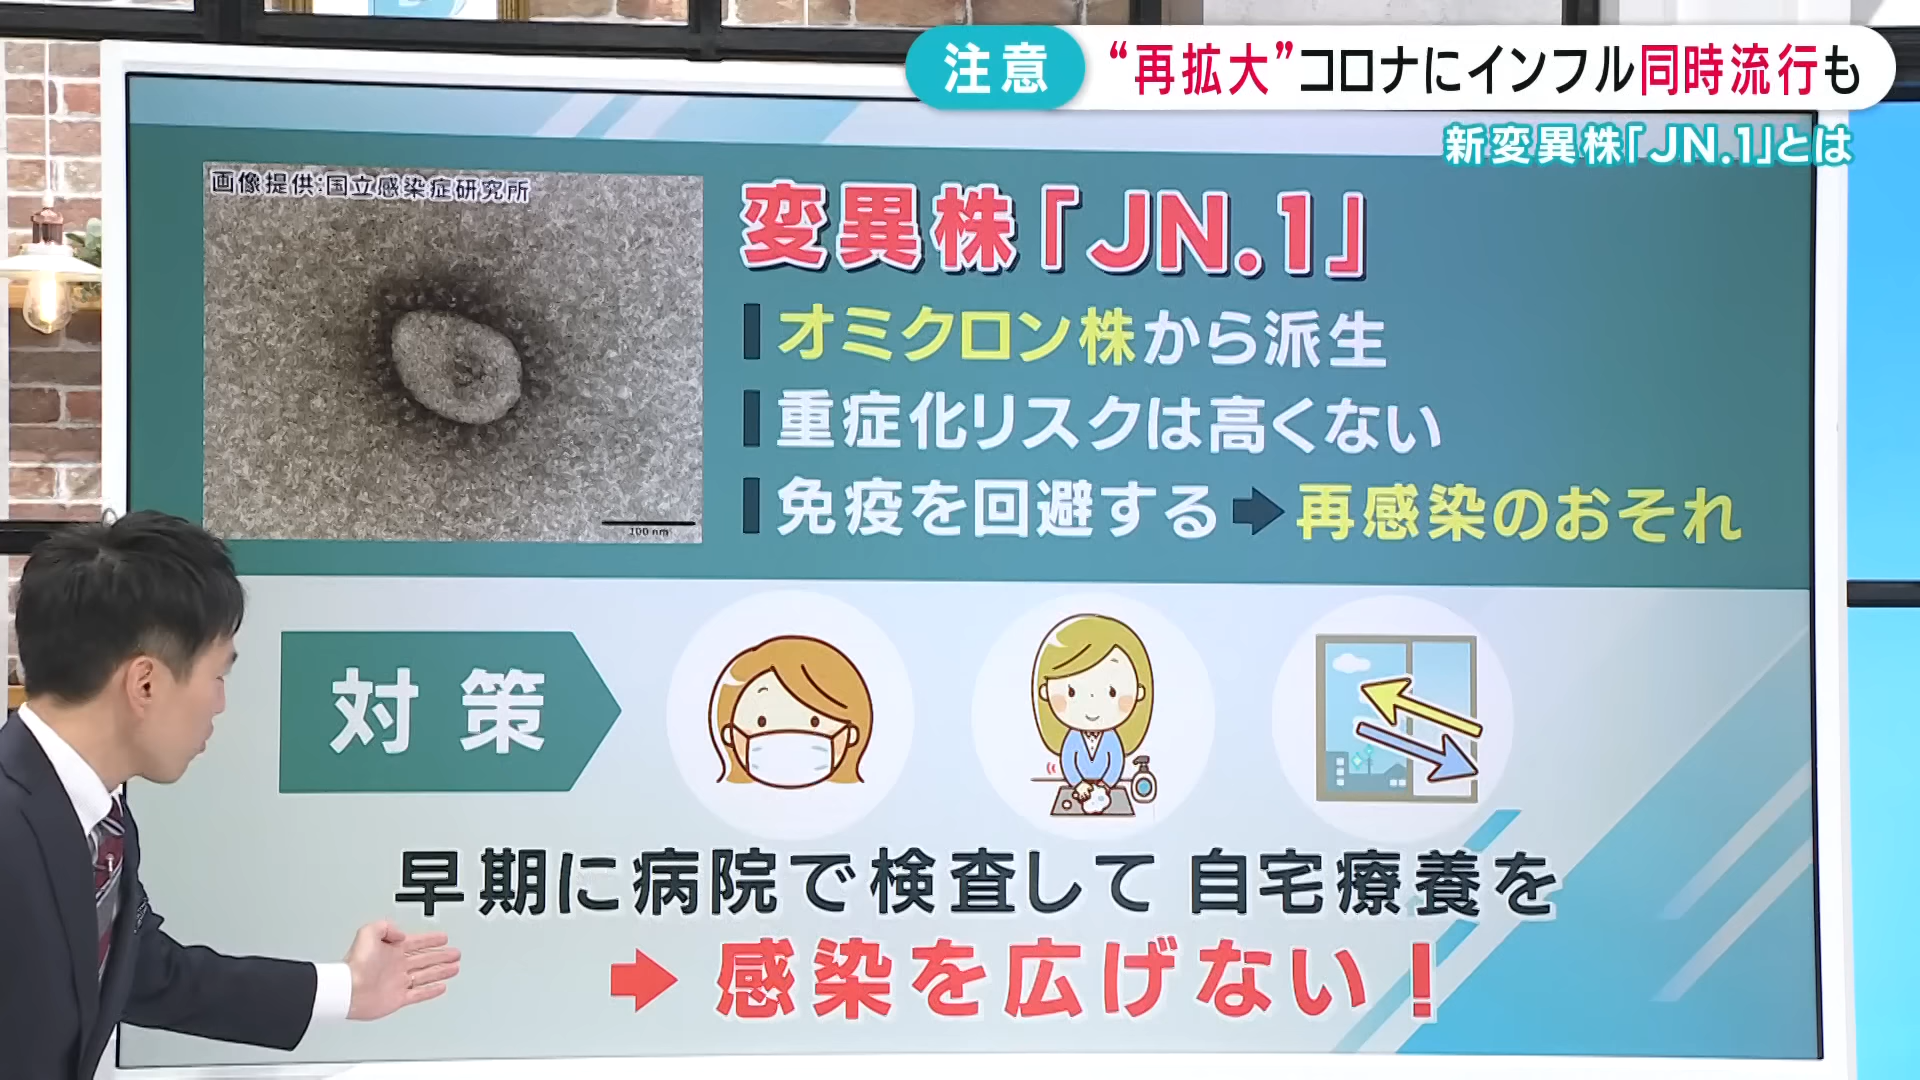 注意
“再拡大”コロナにインフル同時流行も
新変異株「JN.1」とは
画像提供:国立感染症研究所
変異株「JN.1」
オミクロン株から派生
重症化リスクは高くない
免疫を回避する➡再感染のおそれ
100 nm
対策
早期に病院で検査して 自宅療養を
➡感染を広げない！